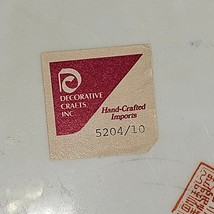 DECORATIVE
CRAFTS,
INC.
Hand-Crafted
Imports
5204/10